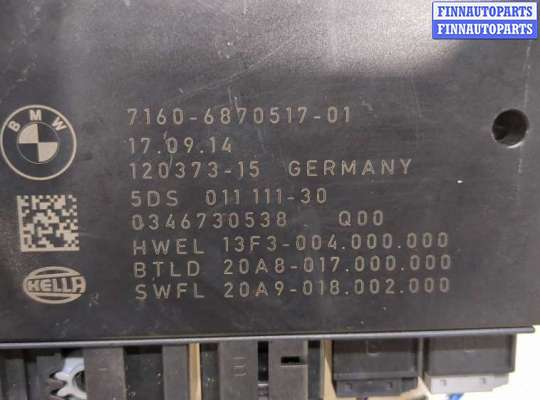 FINNAUTOPARTS
FINNAUTOPARTS
BMW
7160-6870517-01
17.09.14
120373-15 GERMANY
5DS 011 111-30
0346730538 Q00
HWEL 13F3-004.000.000
BTLD 20A8-017.000.000
SWFL 20A9-018.002.000
HELLA